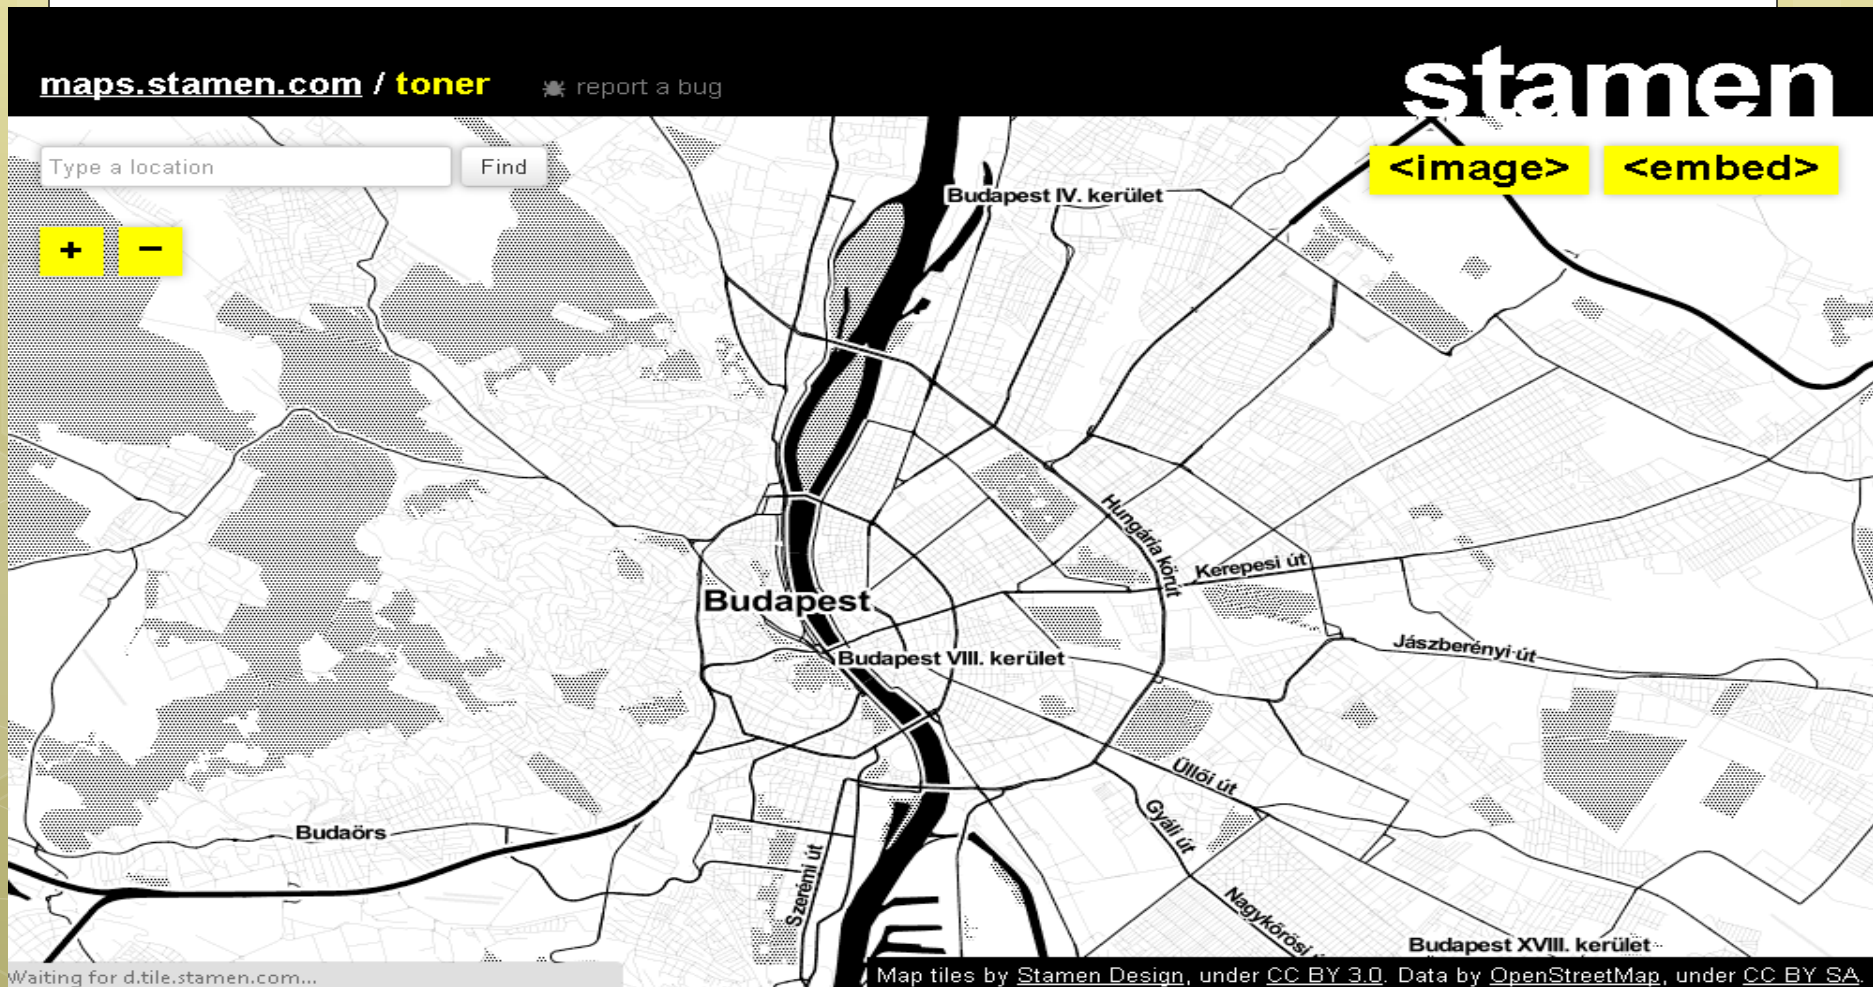 maps.stamen.com / toner
report a bug
stamen
Type a location
Find
<image>
<embed>
+
−
Budapest IV. kerület
Hungária körút
Kerepesi út
Budapest
Jászberényi út
Budapest VIII. kerület
Üllői út
Gyáli út
Budaörs
Szerémi út
Nagykőrösi
Budapest XVIII. kerület
Waiting for d.tile.stamen.com...
Map tiles by Stamen Design, under CC BY 3.0. Data by OpenStreetMap, under CC BY SA.